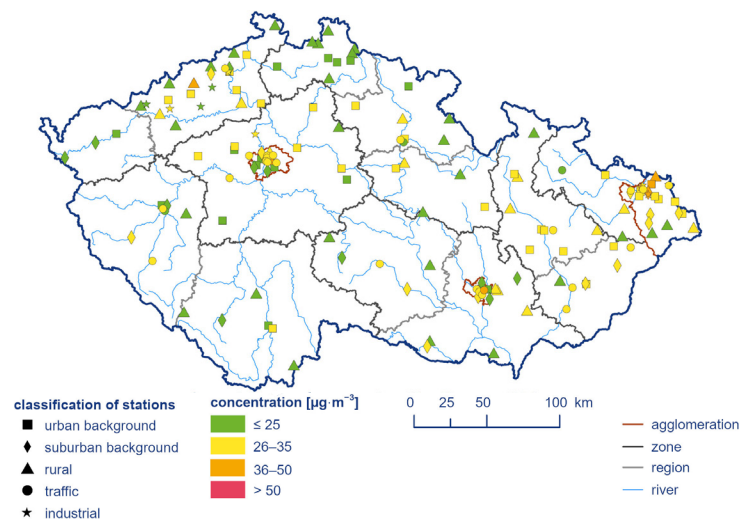 classification of stations
urban background
suburban background
rural
traffic
industrial
concentration [µg·m⁻³]
≤ 25
26–35
36–50
> 50
0 25 50 100 km
agglomeration
zone
region
river